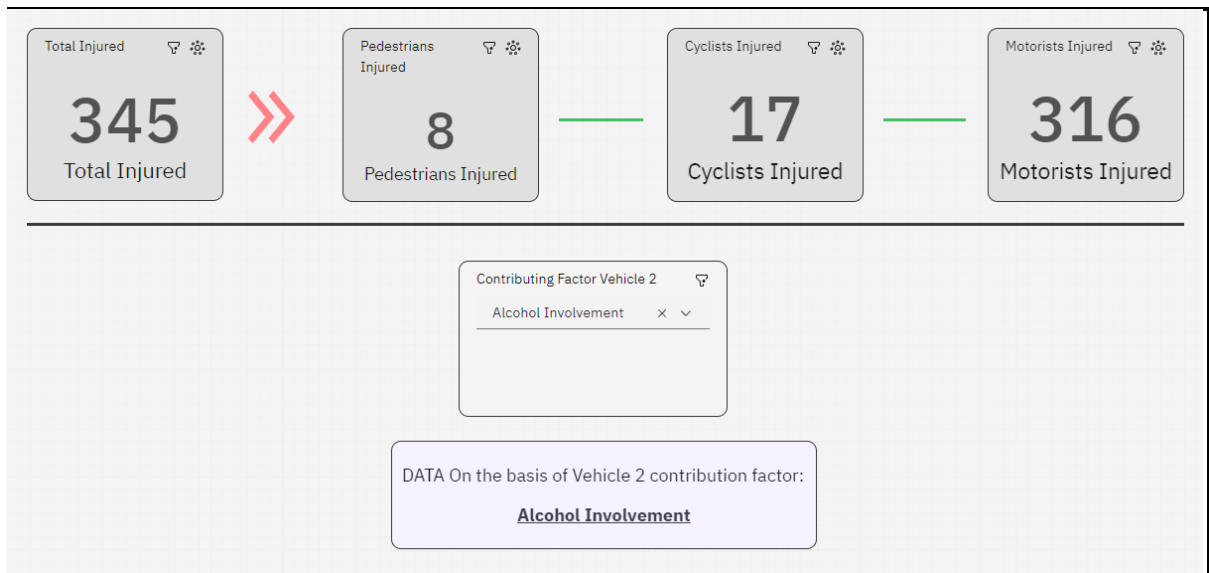 Total Injured
345
Total Injured
Pedestrians
Injured
8
Pedestrians Injured
Cyclists Injured
17
Cyclists Injured
Motorists Injured
316
Motorists Injured
Contributing Factor Vehicle 2
Alcohol Involvement
DATA On the basis of Vehicle 2 contribution factor:
Alcohol Involvement